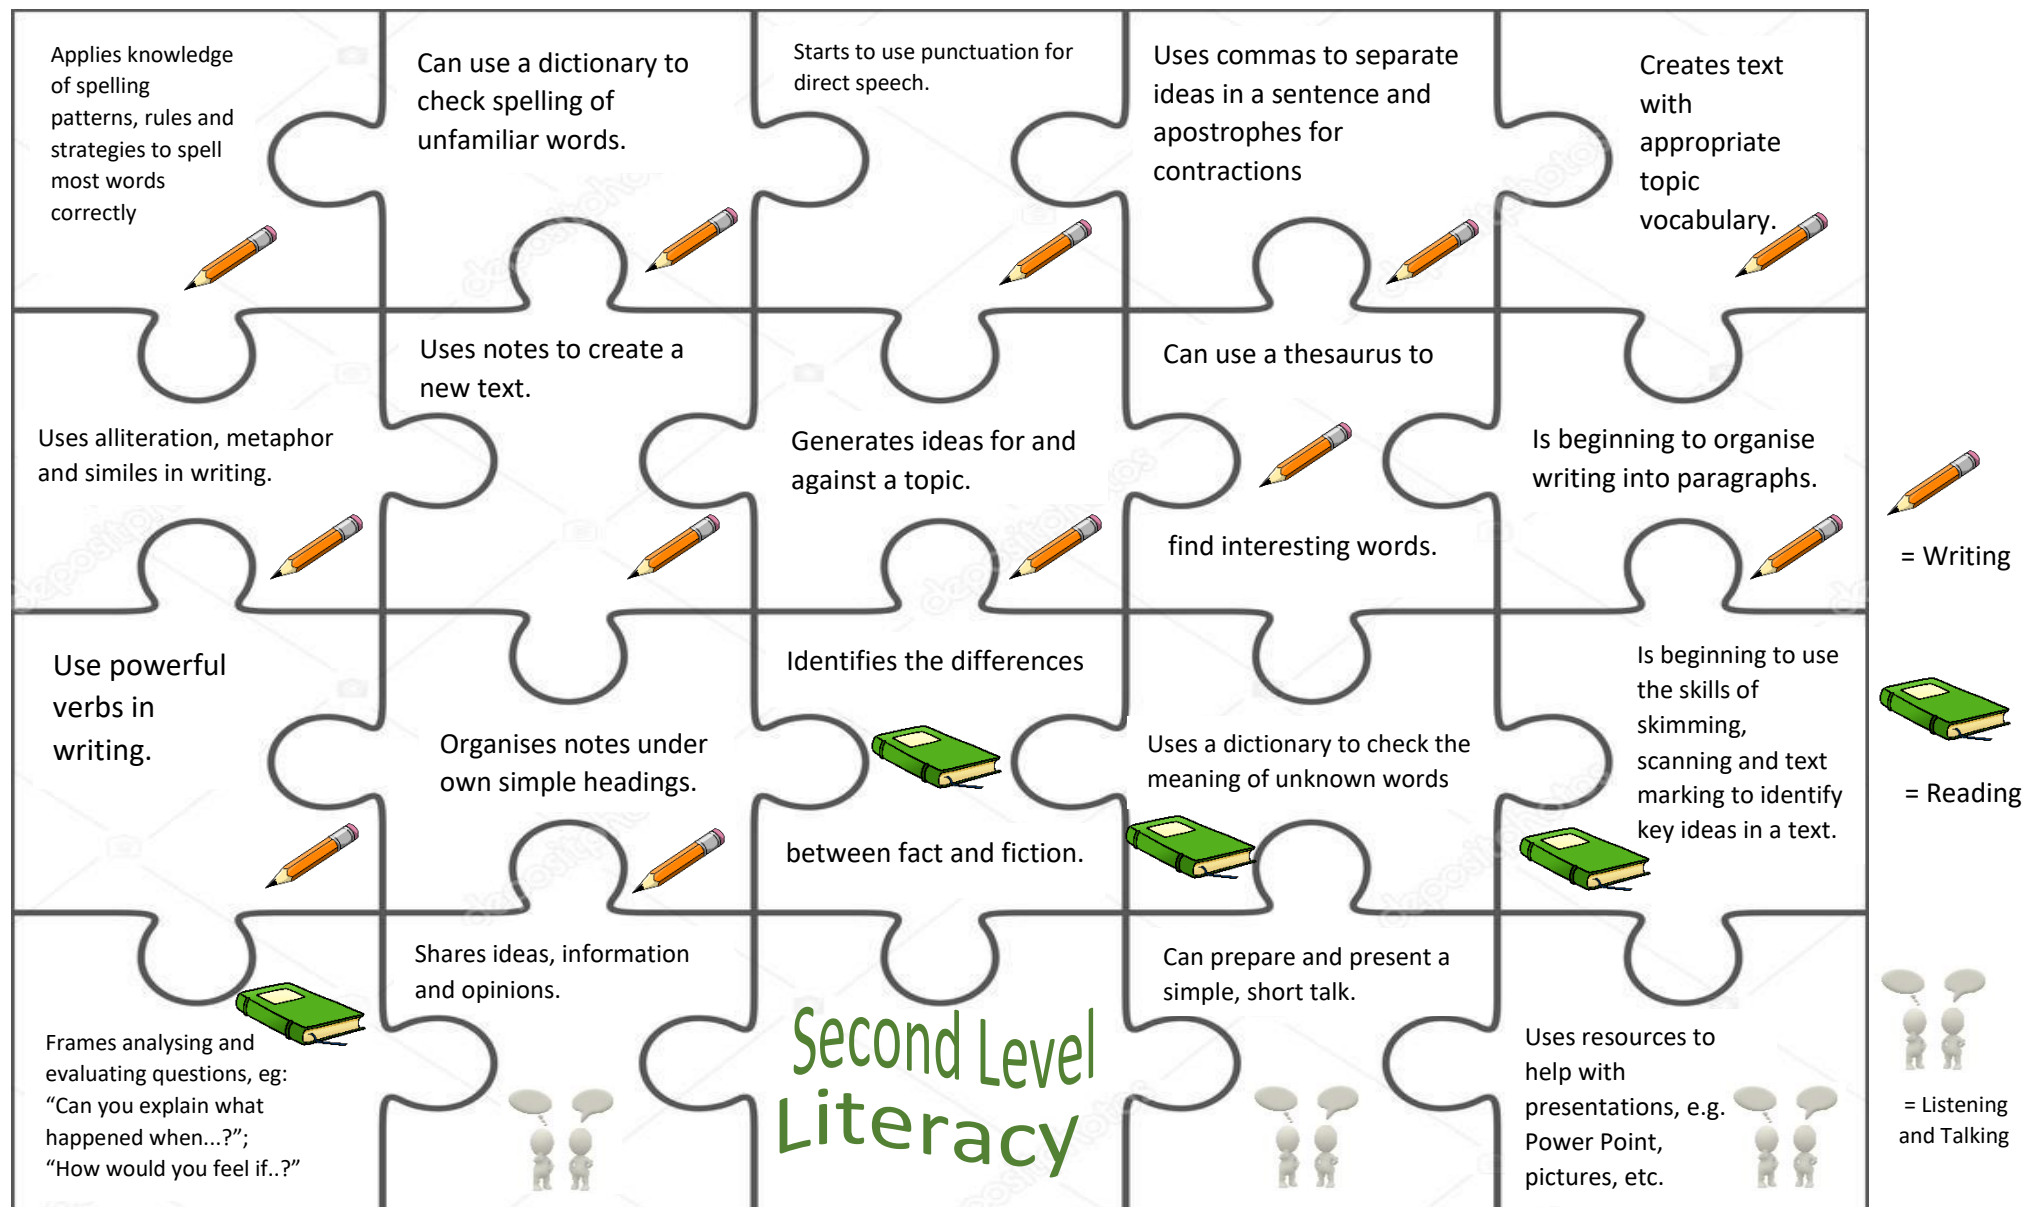 Applies knowledge
of spelling
patterns, rules and
strategies to spell
most words
correctly
Can use a dictionary to
check spelling of
unfamiliar words.
Starts to use punctuation for
direct speech.
Uses commas to separate
ideas in a sentence and
apostrophes for
contractions
Creates text
with
appropriate
topic
vocabulary.
Uses alliteration, metaphor
and similes in writing.
Uses notes to create a
new text.
Generates ideas for and
against a topic.
Can use a thesaurus to
find interesting words.
Is beginning to organise
writing into paragraphs.
= Writing
Use powerful
verbs in
writing.
Organises notes under
own simple headings.
Identifies the differences
between fact and fiction.
Uses a dictionary to check the
meaning of unknown words
Is beginning to use
the skills of
skimming,
scanning and text
marking to identify
key ideas in a text.
= Reading
Frames analysing and
evaluating questions, eg:
“Can you explain what
happened when...?”;
“How would you feel if..?”
Shares ideas, information
and opinions.
Second Level
Literacy
Can prepare and present a
simple, short talk.
Uses resources to
help with
presentations, e.g.
Power Point,
pictures, etc.
= Listening
and Talking